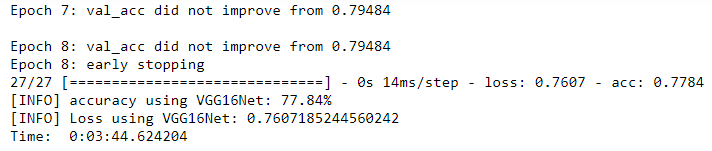 Epoch 7: val_acc did not improve from 0.79484
Epoch 8: val_acc did not improve from 0.79484
Epoch 8: early stopping
27/27 [==============================] - 0s 14ms/step - loss: 0.7607 - acc: 0.7784
[INFO] accuracy using VGG16Net: 77.84%
[INFO] Loss using VGG16Net: 0.7607185244560242
Time:  0:03:44.624204